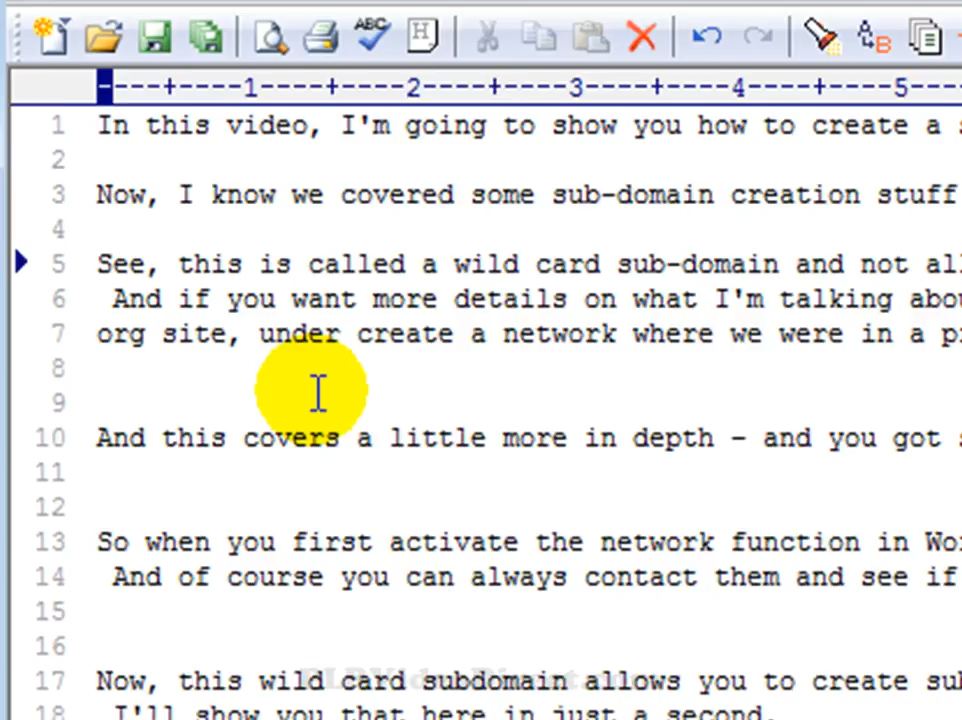 ABC
H
B
----+----1----+----2----+----3----+----4----+----5----
1 In this video, I'm going to show you how to create a
2
3 Now, I know we covered some sub-domain creation stuff
4
5 See, this is called a wild card sub-domain and not all
6 And if you want more details on what I'm talking abou
7 org site, under create a network where we were in a p
8
9
10 And this covers a little more in depth - and you got
11
12
13 So when you first activate the network function in Wo
14 And of course you can always contact them and see if
15
16
17 Now, this wild card subdomain allows you to create su
18 I'll show you that here in just a second.